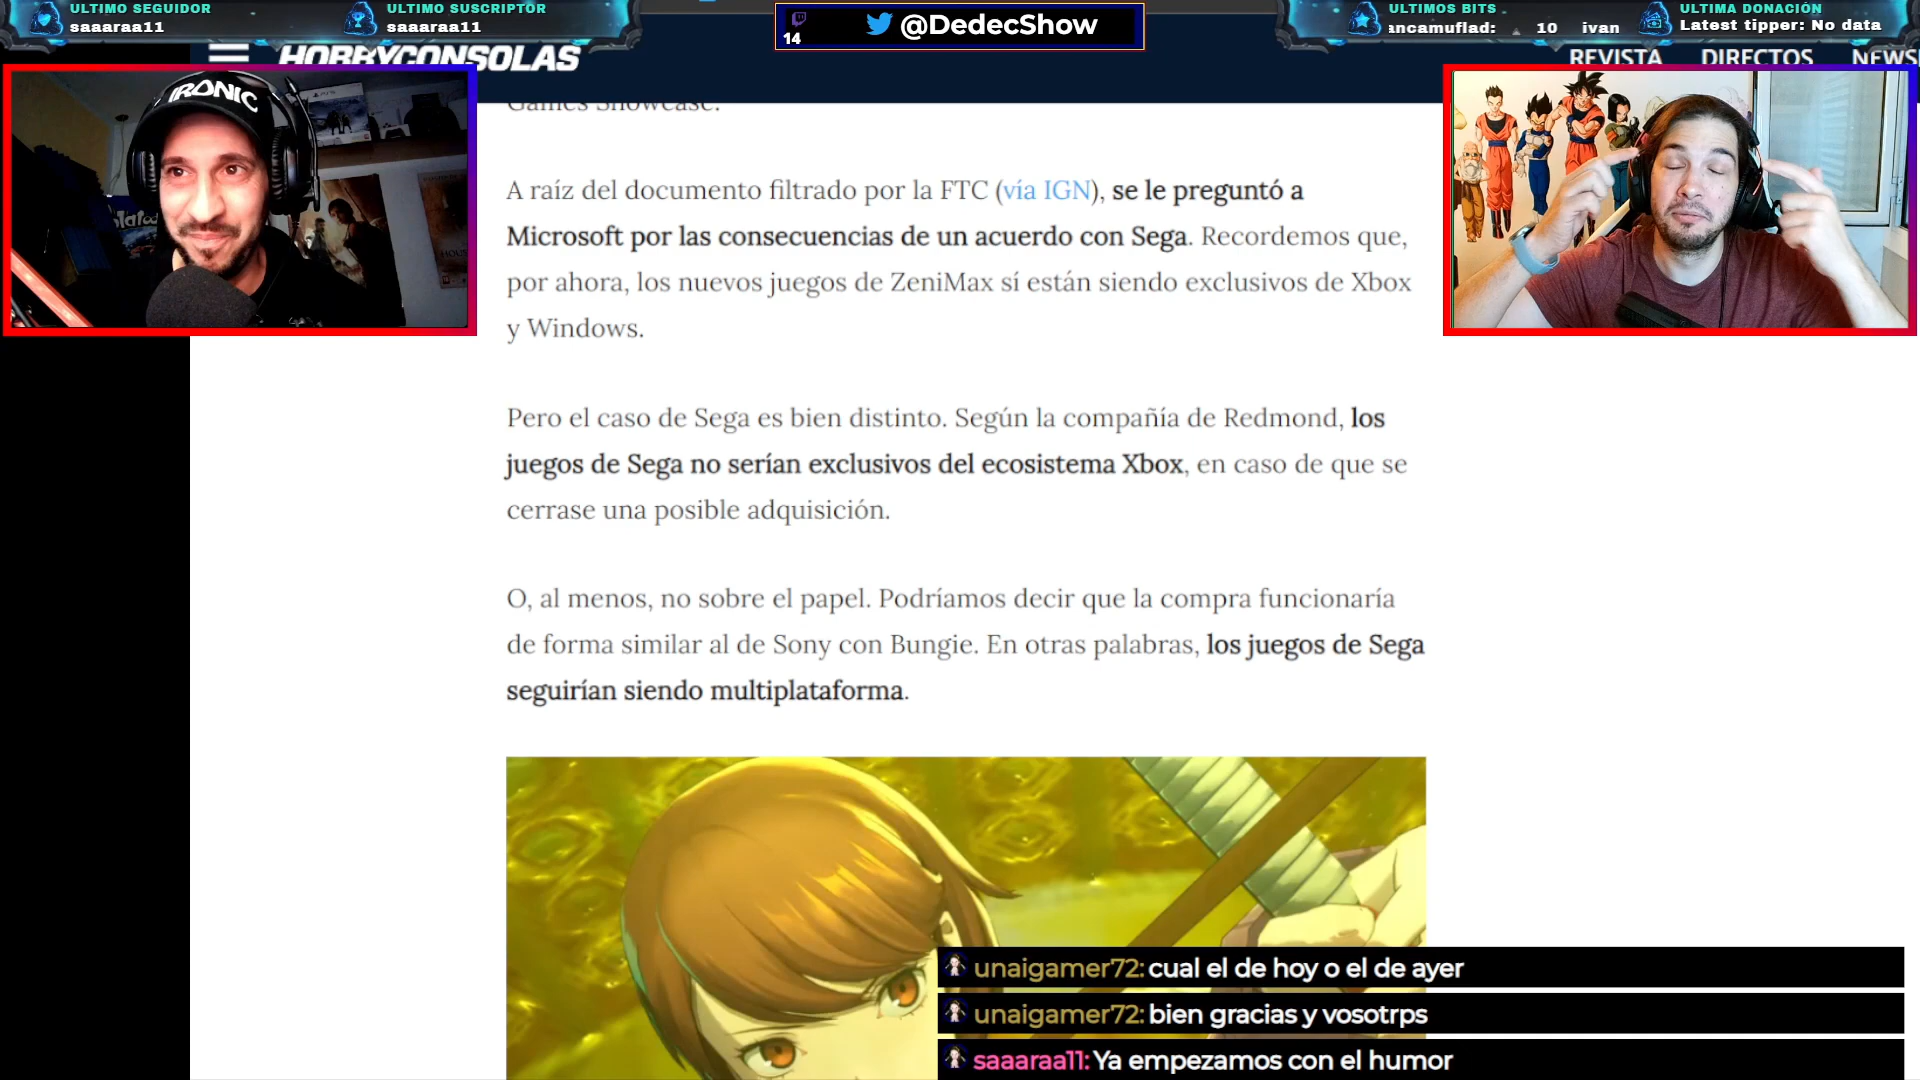 ULTIMO SEGUIDOR
saaaraa11
ULTIMO SUSCRIPTOR
saaaraa11
14
@DedecShow
ULTIMOS BITS
ancamuflad: 10 ivan
ULTIMA DONACIÓN
Latest tipper: No data
HOBBYCONSOLAS
REVISTA DIRECTOS NEWS
IRONIC
Games Showcase.
A raíz del documento filtrado por la FTC (vía IGN), se le preguntó a
Microsoft por las consecuencias de un acuerdo con Sega. Recordemos que,
por ahora, los nuevos juegos de ZeniMax sí están siendo exclusivos de Xbox
y Windows.
Pero el caso de Sega es bien distinto. Según la compañía de Redmond, los
juegos de Sega no serían exclusivos del ecosistema Xbox, en caso de que se
cerrase una posible adquisición.
O, al menos, no sobre el papel. Podríamos decir que la compra funcionaría
de forma similar al de Sony con Bungie. En otras palabras, los juegos de Sega
seguirían siendo multiplataforma.
unaigamer72: cual el de hoy o el de ayer
unaigamer72: bien gracias y vosotrps
saaaraa11: Ya empezamos con el humor